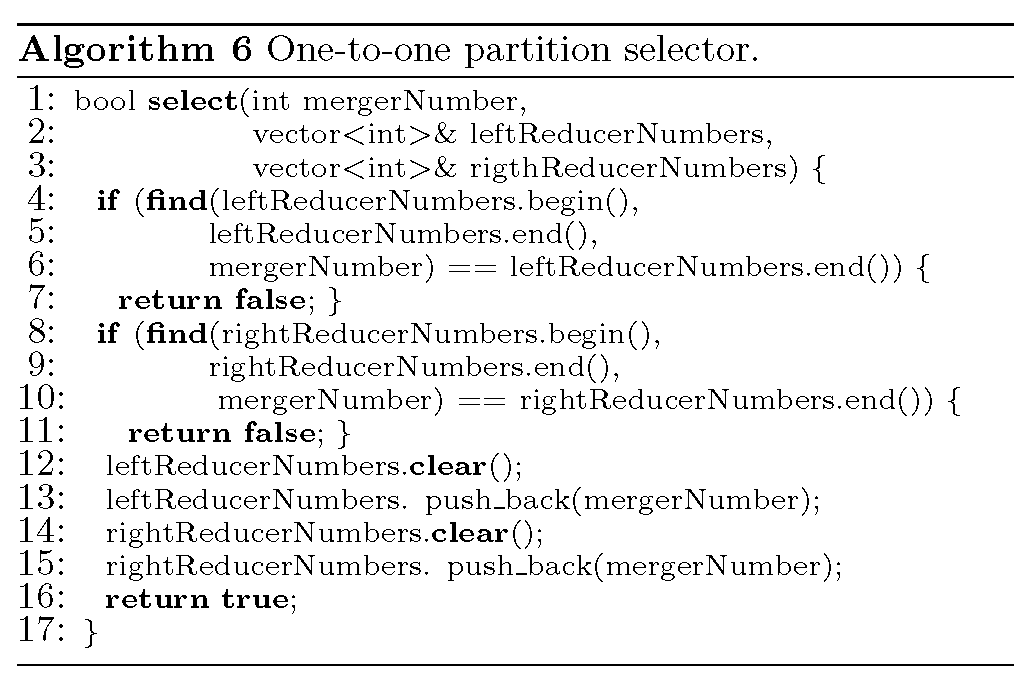 Algorithm 6 One-to-one partition selector.
1: bool select(int mergerNumber,
2: vector<int>& leftReducerNumbers,
3: vector<int>& rigthReducerNumbers) {
4: if (find(leftReducerNumbers.begin(),
5: leftReducerNumbers.end(),
6: mergerNumber) == leftReducerNumbers.end()) {
7: return false; }
8: if (find(rightReducerNumbers.begin(),
9: rightReducerNumbers.end(),
10: mergerNumber) == rightReducerNumbers.end()) {
11: return false; }
12: leftReducerNumbers.clear();
13: leftReducerNumbers. push_back(mergerNumber);
14: rightReducerNumbers.clear();
15: rightReducerNumbers. push_back(mergerNumber);
16: return true;
17: }